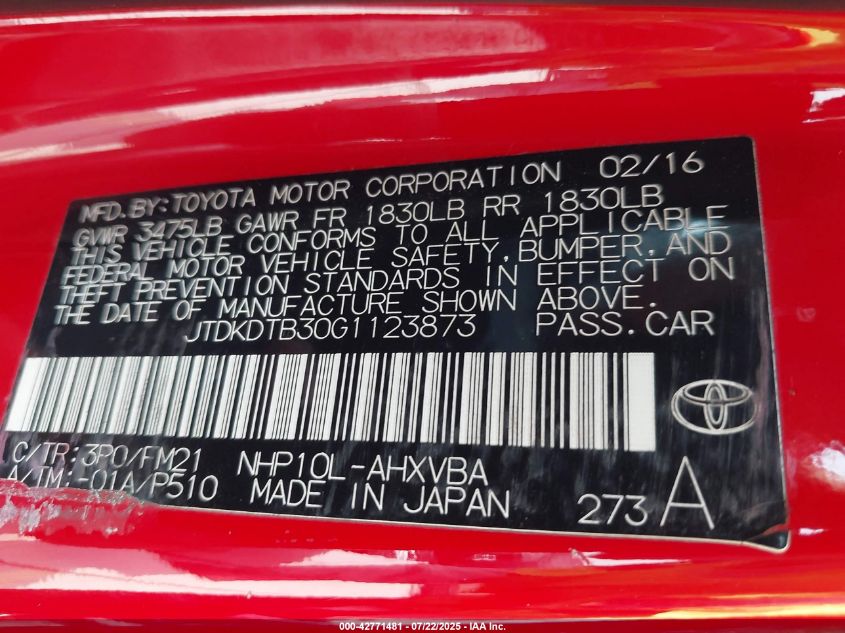 MFD.BY:TOYOTA MOTOR CORPORATION 02/16
GVWR 3475LB GAWR FR 1830LB RR 1830LB
THIS VEHICLE CONFORMS TO ALL APPLICABLE
FEDERAL MOTOR VEHICLE SAFETY, BUMPER, AND
THEFT PREVENTION STANDARDS IN EFFECT ON
THE DATE OF MANUFACTURE SHOWN ABOVE.
JTDKDTB30G1123873 PASS.CAR
C/TR:3P0/FM21 NHP10L-AHXVBA
A/TM:-01A/P510 MADE IN JAPAN 273 A
000-42771481 - 07/22/2025 - IAA Inc.